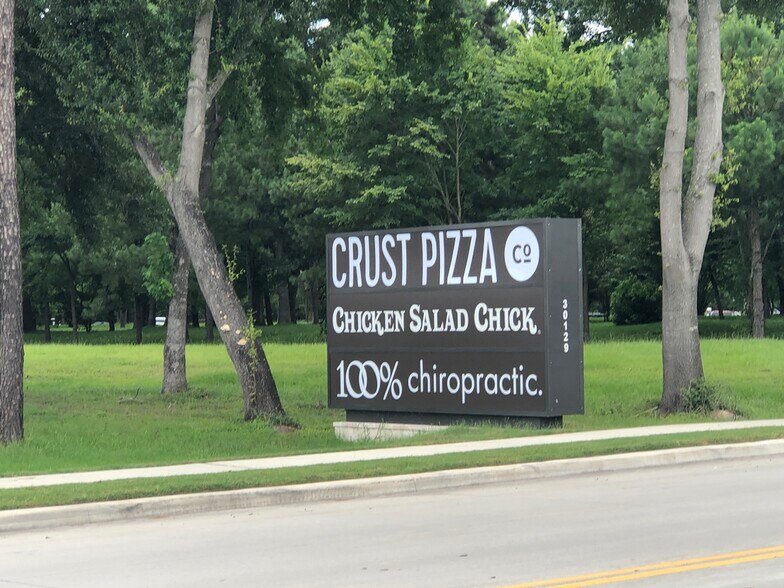 CRUST PIZZA Co
CHICKEN SALAD CHICK
100% chiropractic.
30129